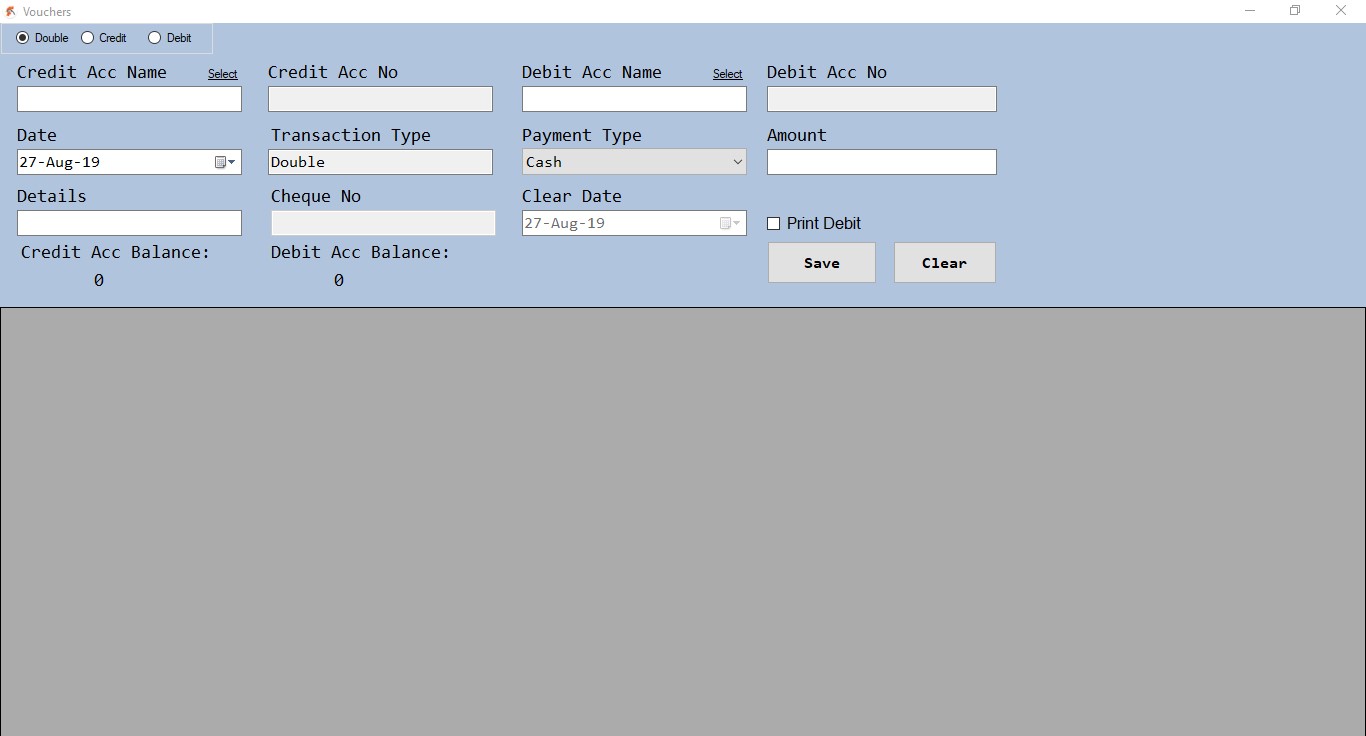 Vouchers
Double Credit Debit
Credit Acc Name Select Credit Acc No Debit Acc Name Select Debit Acc No
Date Transaction Type Payment Type Amount
27-Aug-19 Double Cash
Details Cheque No Clear Date
27-Aug-19 Print Debit
Credit Acc Balance: Debit Acc Balance:
Save Clear
0 0